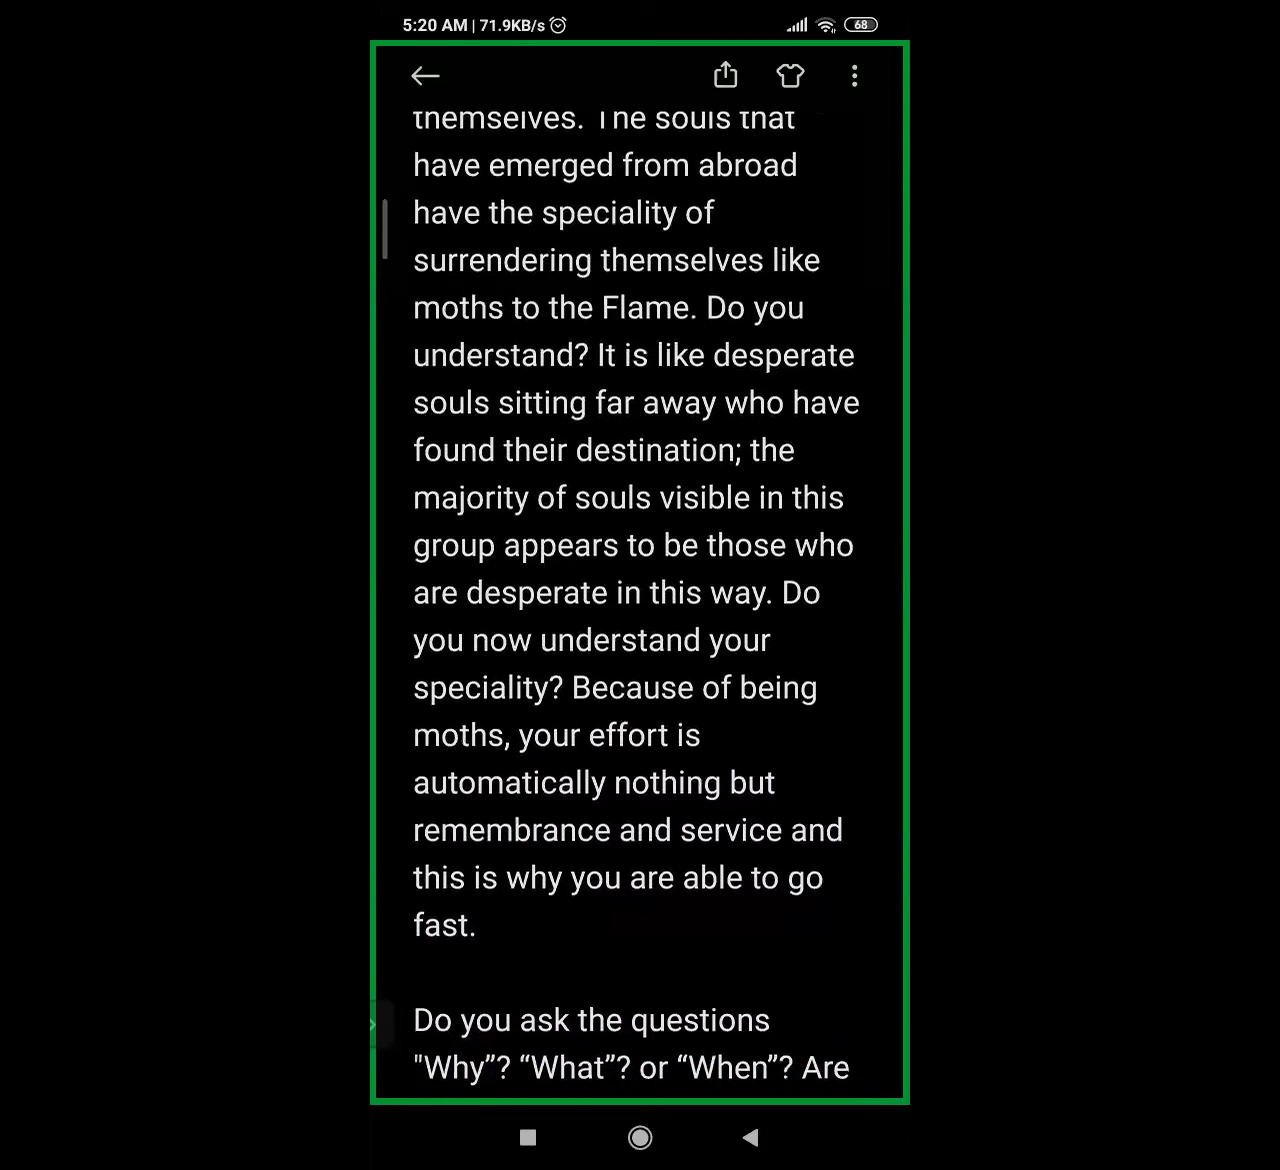 5:20 AM | 71.9KB/s
68
themselves. The souls that
have emerged from abroad
have the speciality of
surrendering themselves like
moths to the Flame. Do you
understand? It is like desperate
souls sitting far away who have
found their destination; the
majority of souls visible in this
group appears to be those who
are desperate in this way. Do
you now understand your
speciality? Because of being
moths, your effort is
automatically nothing but
remembrance and service and
this is why you are able to go
fast.
Do you ask the questions
"Why”? “What”? or “When”? Are